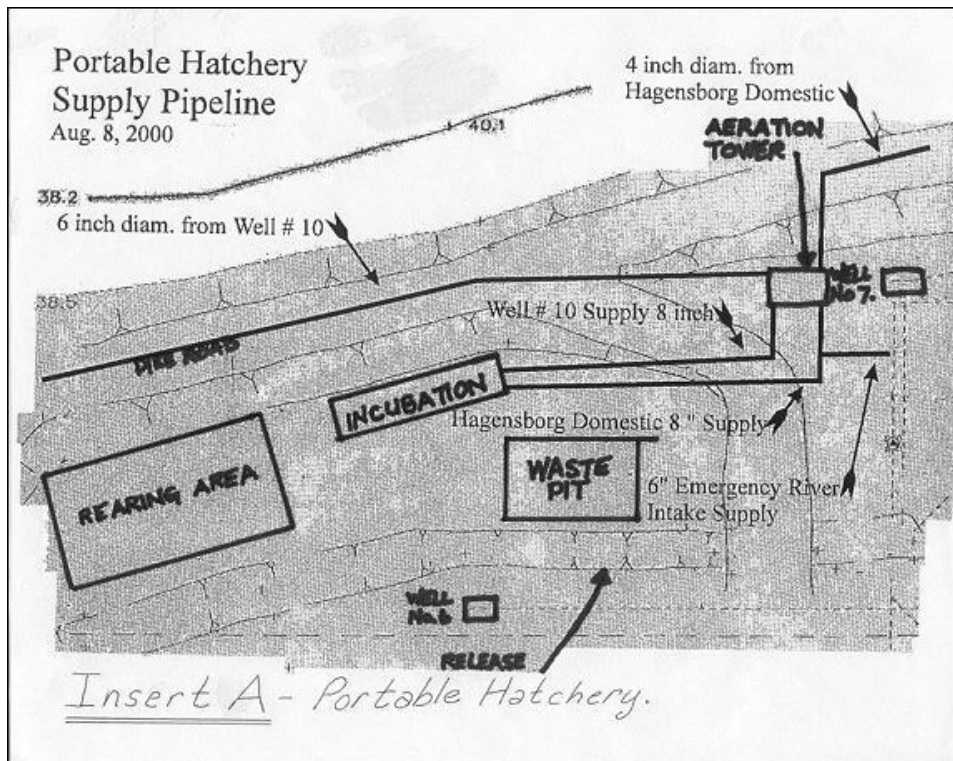 Portable Hatchery
Supply Pipeline
Aug. 8, 2000
4 inch diam. from
Hagensborg Domestic
AERATION
TOWER
40.1
38.2
6 inch diam. from Well # 10
WELL
No 7.
38.5
Well # 10 Supply 8 inch
DIKE ROAD
INCUBATION
Hagensborg Domestic 8 " Supply
REARING AREA
WASTE
PIT
6" Emergency River
Intake Supply
WELL
No. 6
RELEASE
Insert A - Portable Hatchery.